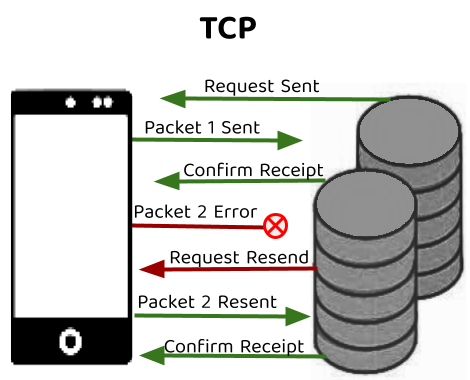 TCP
Request Sent
Packet 1 Sent
Confirm Receipt
Packet 2 Error
Request Resend
Packet 2 Resent
Confirm Receipt